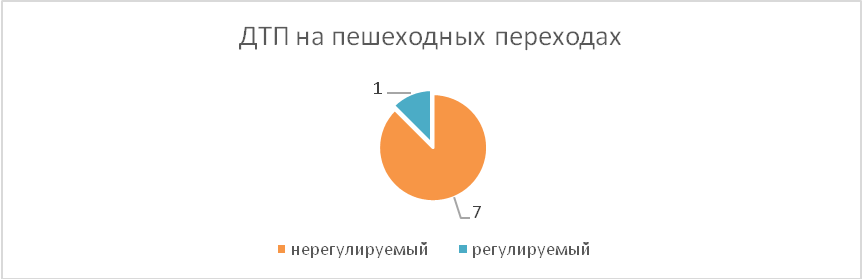 ДТП на пешеходных переходах
1
7
нерегулируемый
регулируемый